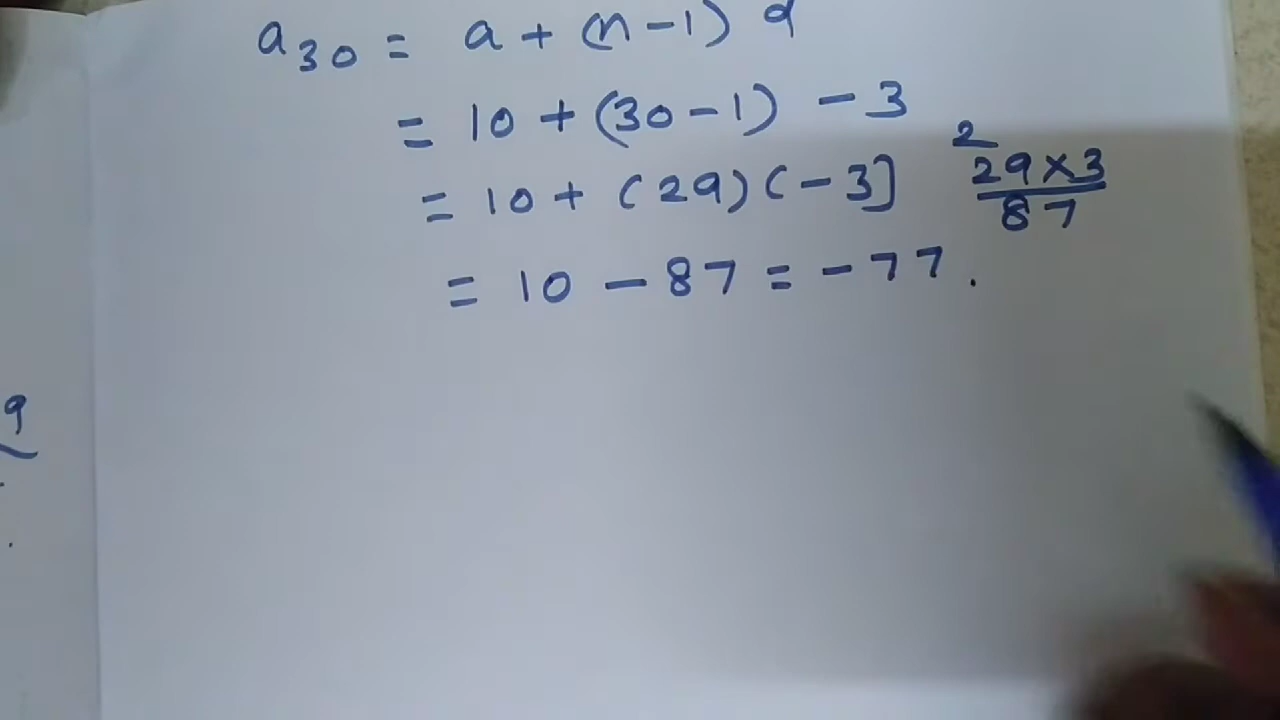 a₃₀ = a + (n - 1) d
= 10 + (30 - 1) - 3
= 10 + (29) (-3]
2
29 × 3
87
= 10 - 87 = -77.
9